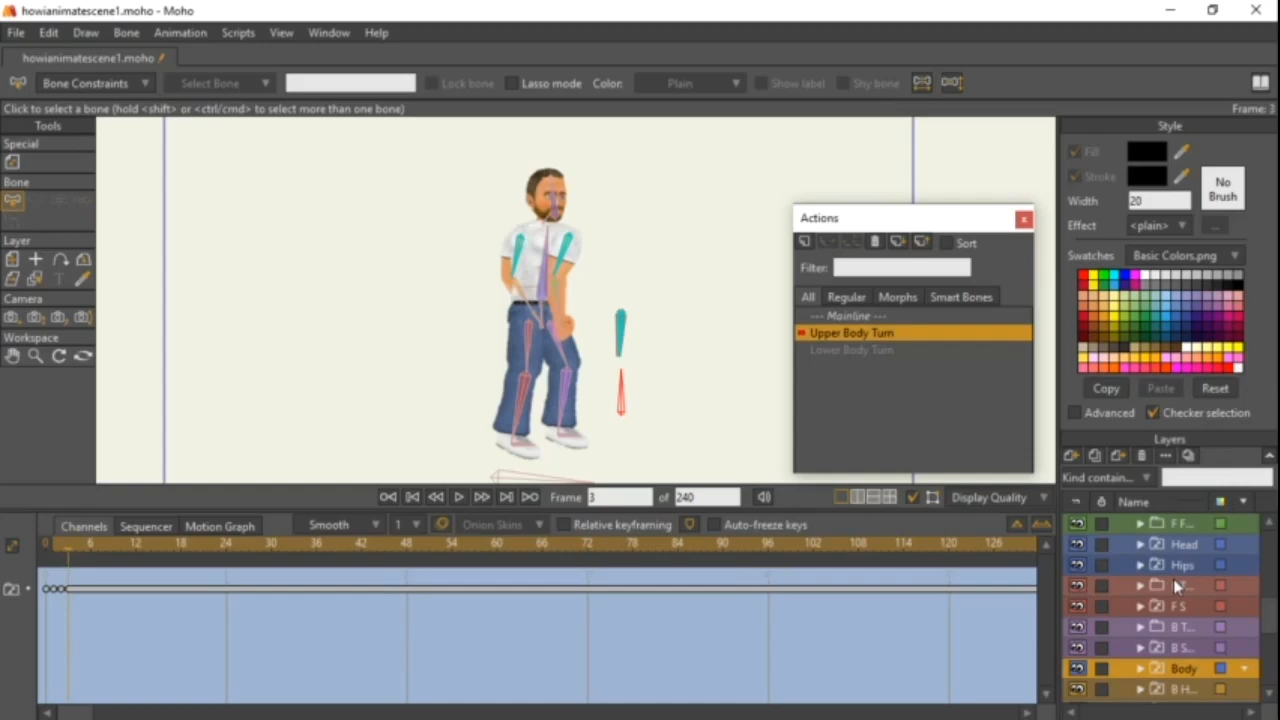 howianimatescene1.moho - Moho
File Edit Draw Bone Animation Scripts View Window Help
howianimatescene1.moho
Bone Constraints Select Bone Lock bone Lasso mode Color: Plain Show label Shy bone
Click to select a bone (hold <shift> or <ctrl/cmd> to select more than one bone) Frame: 3
Tools
Special
Bone
Layer
Camera
Workspace
Actions
Sort
Filter:
All Regular Morphs Smart Bones
--- Mainline ---
Upper Body Turn
Lower Body Turn
Style
Fill
Stroke
No Brush
Width 20
Effect <plain> ...
Swatches Basic Colors.png
Copy Paste Reset
Advanced Checker selection
Layers
Kind contain...
Name
F F...
Head
Hips
F S
B T...
B S...
Body
B H...
Frame 3 of 240 Display Quality
Channels Sequencer Motion Graph Smooth 1 Onion Skins Relative keyframing Auto-freeze keys
0 6 12 18 24 30 36 42 48 54 60 66 72 78 84 90 96 102 108 114 120 126